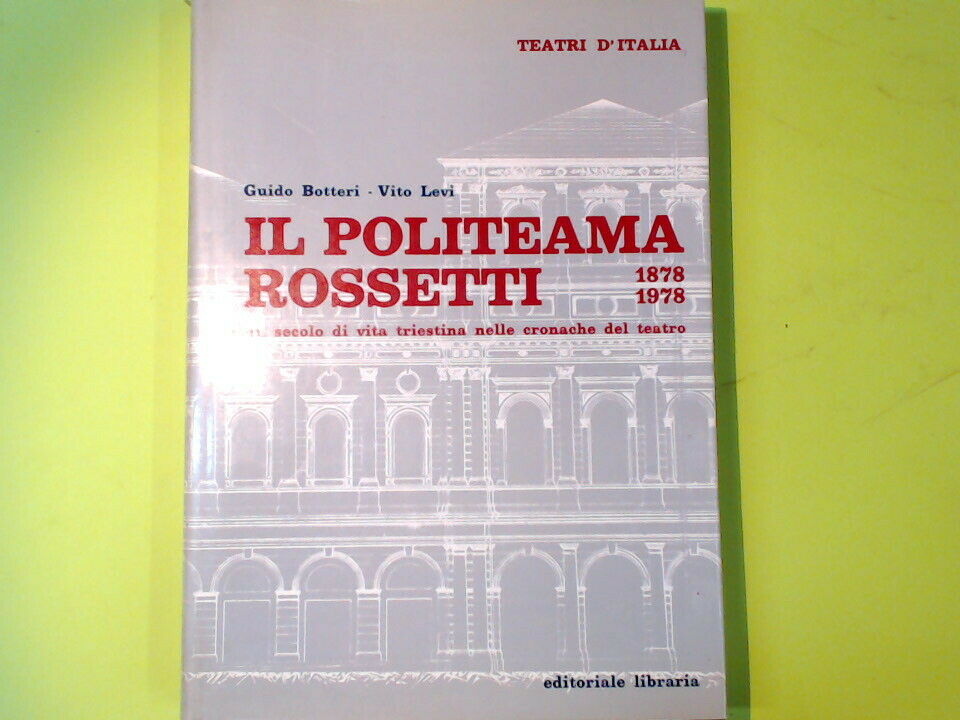 TEATRI D'ITALIA
Guido Botteri - Vito Levi
IL POLITEAMA
ROSSETTI 1878
1978
secolo di vita triestina nelle cronache del teatro
editoriale libraria